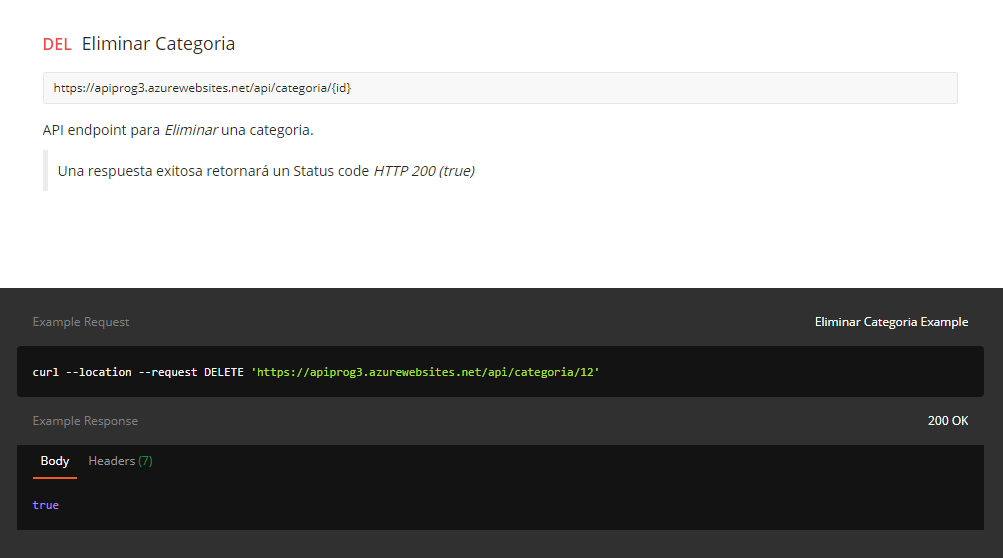 DEL Eliminar Categoria
https://apiprog3.azurewebsites.net/api/categoria/{id}
API endpoint para Eliminar una categoria.
Una respuesta exitosa retornará un Status code HTTP 200 (true)
Example Request Eliminar Categoria Example
curl --location --request DELETE 'https://apiprog3.azurewebsites.net/api/categoria/12'
Example Response 200 OK
Body Headers (7)
true